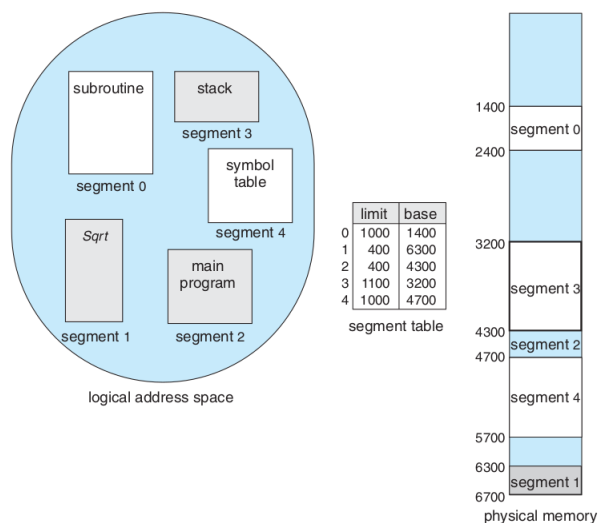 subroutine
segment 0
stack
segment 3
symbol
table
segment 4
Sqrt
segment 1
main
program
segment 2
logical address space
limit base
0 1000 1400
1 400 6300
2 400 4300
3 1100 3200
4 1000 4700
segment table
1400
segment 0
2400
3200
segment 3
4300
segment 2
4700
segment 4
5700
6300
segment 1
6700
physical memory